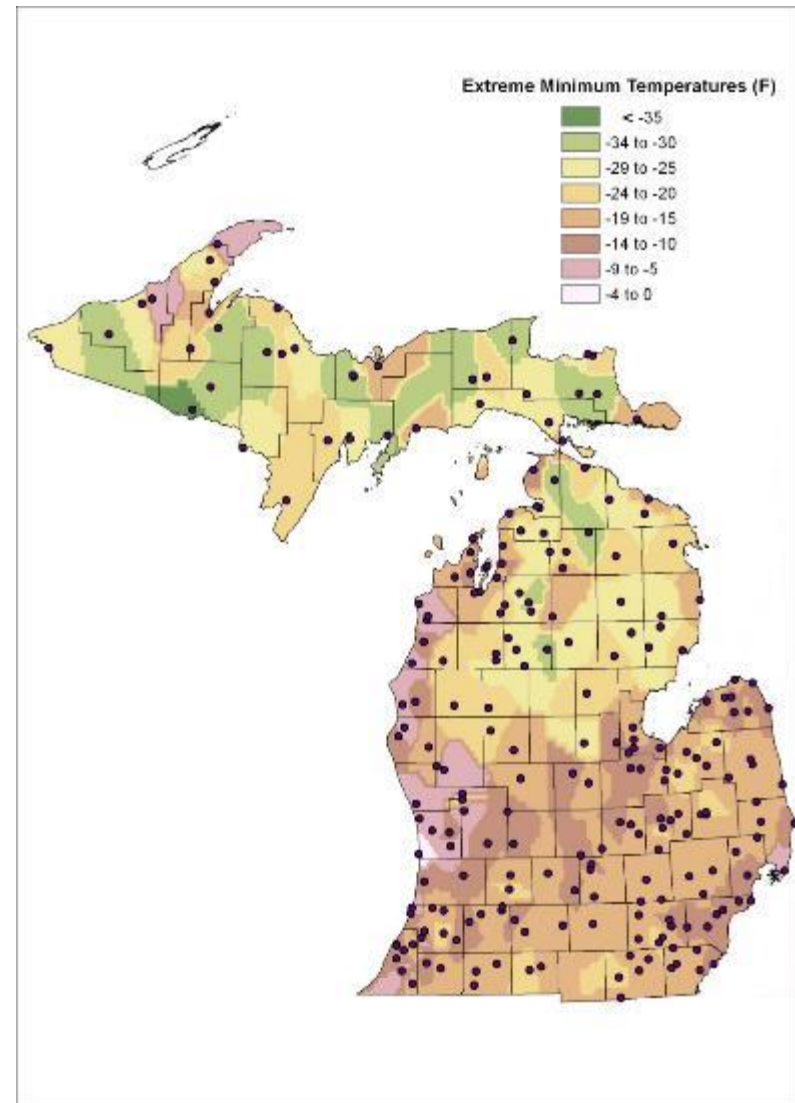 Extreme Minimum Temperatures (F)
< -35
-34 to -30
-29 to -25
-24 to -20
-19 to -15
-14 to -10
-9 to -5
-4 to 0